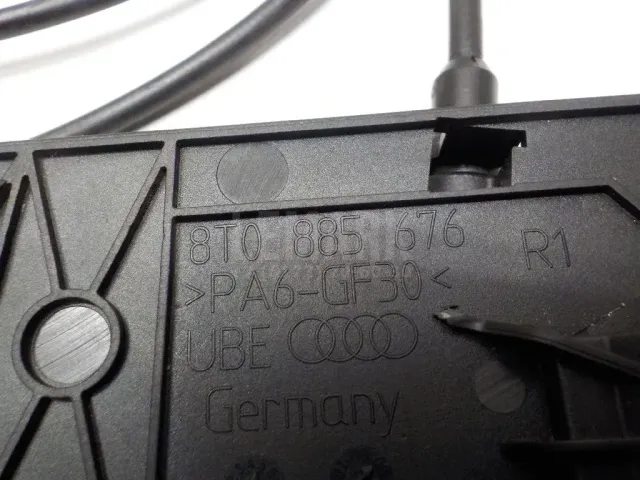 8T0 885 676
R1
>PA6-GF30<
UBE
Germany